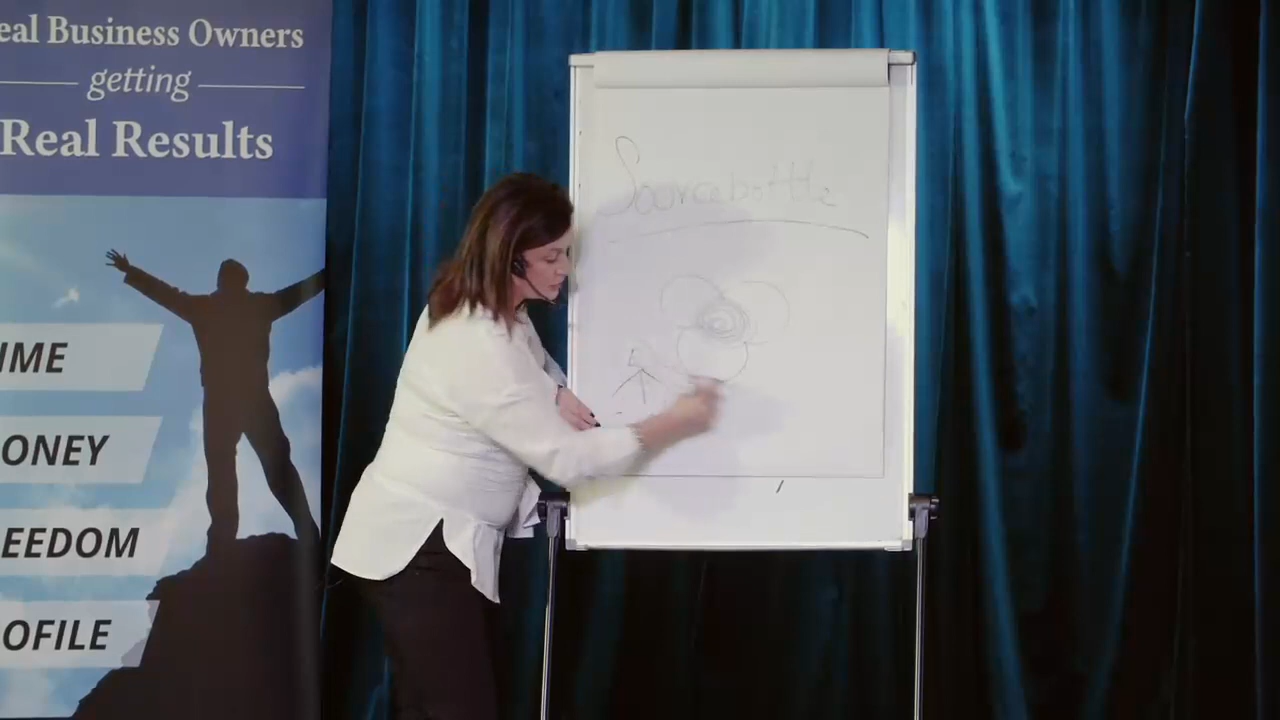 eal Business Owners
getting
Real Results
IME
ONEY
EEDOM
OFILE
Sourcebottle